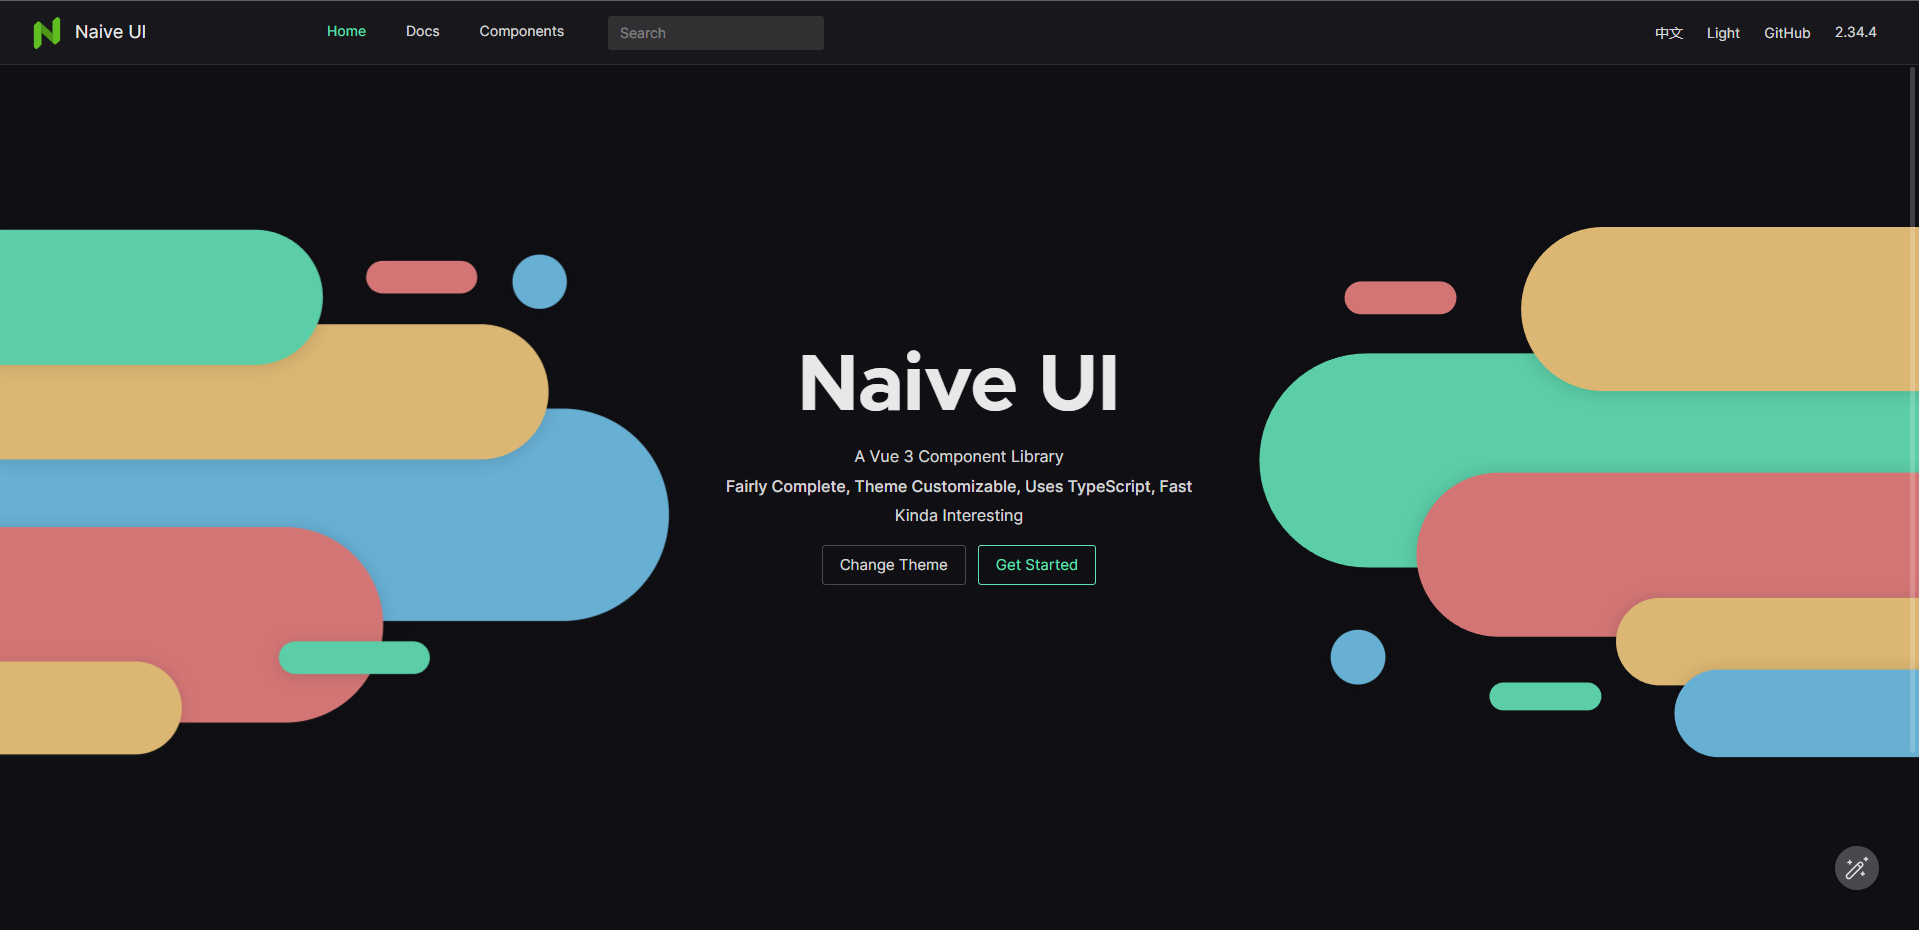 Naive UI
Home Docs Components Search
中文 Light GitHub 2.34.4
Naive UI
A Vue 3 Component Library
Fairly Complete, Theme Customizable, Uses TypeScript, Fast
Kinda Interesting
Change Theme Get Started